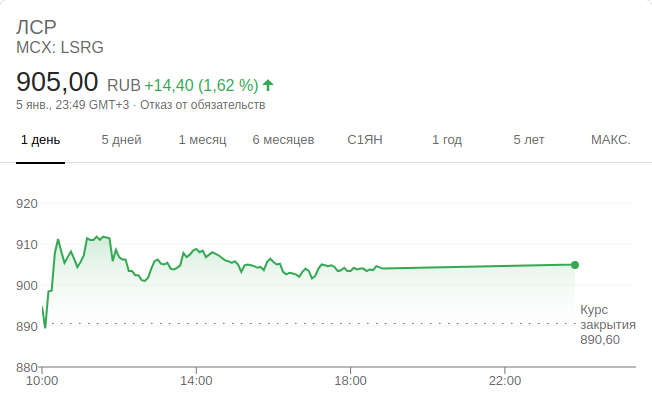 ЛСР
MCX: LSRG
905,00 RUB +14,40 (1,62 %)
5 янв., 23:49 GMT+3 · Отказ от обязательств
1 день 5 дней 1 месяц 6 месяцев С1ЯН 1 год 5 лет МАКС.
920
910
900
890
880
Курс
закрытия
890,60
10:00 14:00 18:00 22:00